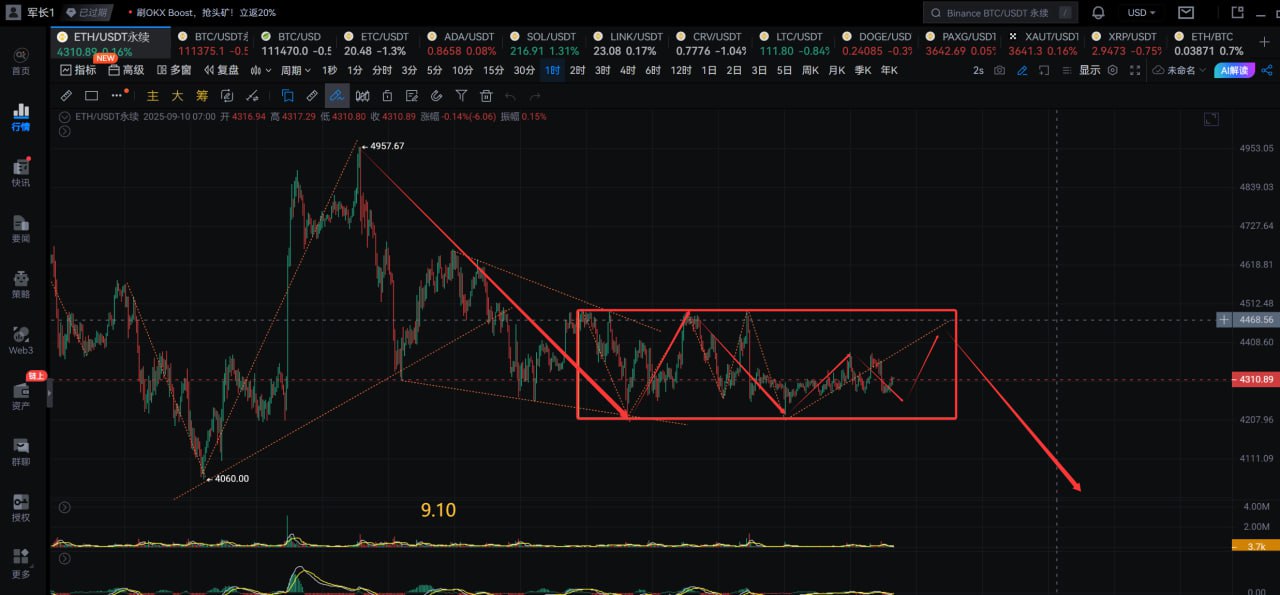 军长1 已过期 • 刷OKX Boost，抢头矿！立返20% Binance BTC/USDT 永续 / USD
ETH/USDT永续 BTC/USDT永 BTC/USD ETC/USDT ADA/USDT SOL/USDT LINK/USDT CRV/USDT LTC/USDT DOGE/USD PAXG/USD1 XAUT/USD1 XRP/USDT ETH/BTC
4310.89 0.16% 111375.1 -0.5 111470.0 -0.5 20.48 -1.3% 0.8658 0.08% 216.91 1.31% 23.08 0.17% 0.7776 -1.04% 111.80 -0.84% 0.24085 -0.3 3642.69 0.05 3641.3 0.16% 2.9473 -0.75% 0.03871 0.7%
NEW
指标 高级 多窗 复盘 周期 1秒 1分 分时 3分 5分 10分 15分 30分 1时 2时 3时 4时 6时 12时 1日 2日 3日 5日 周K 月K 季K 年K 2s 显示 未命名 AI解读
主 大 筹
ETH/USDT永续 2025-09-10 07:00 开 4316.94 高 4317.29 低 4310.80 收 4310.89 涨幅 -0.14%(-6.06) 振幅 0.15%
首页
行情
快讯
要闻
策略
Web3
链上
资产
群聊
授权
更多
4957.67
4060.00
9.10
4953.05
4839.03
4727.64
4618.81
4512.48
4468.56
4408.60
4310.89
4207.96
4111.09
4.00M
2.00M
3.7k
0.00